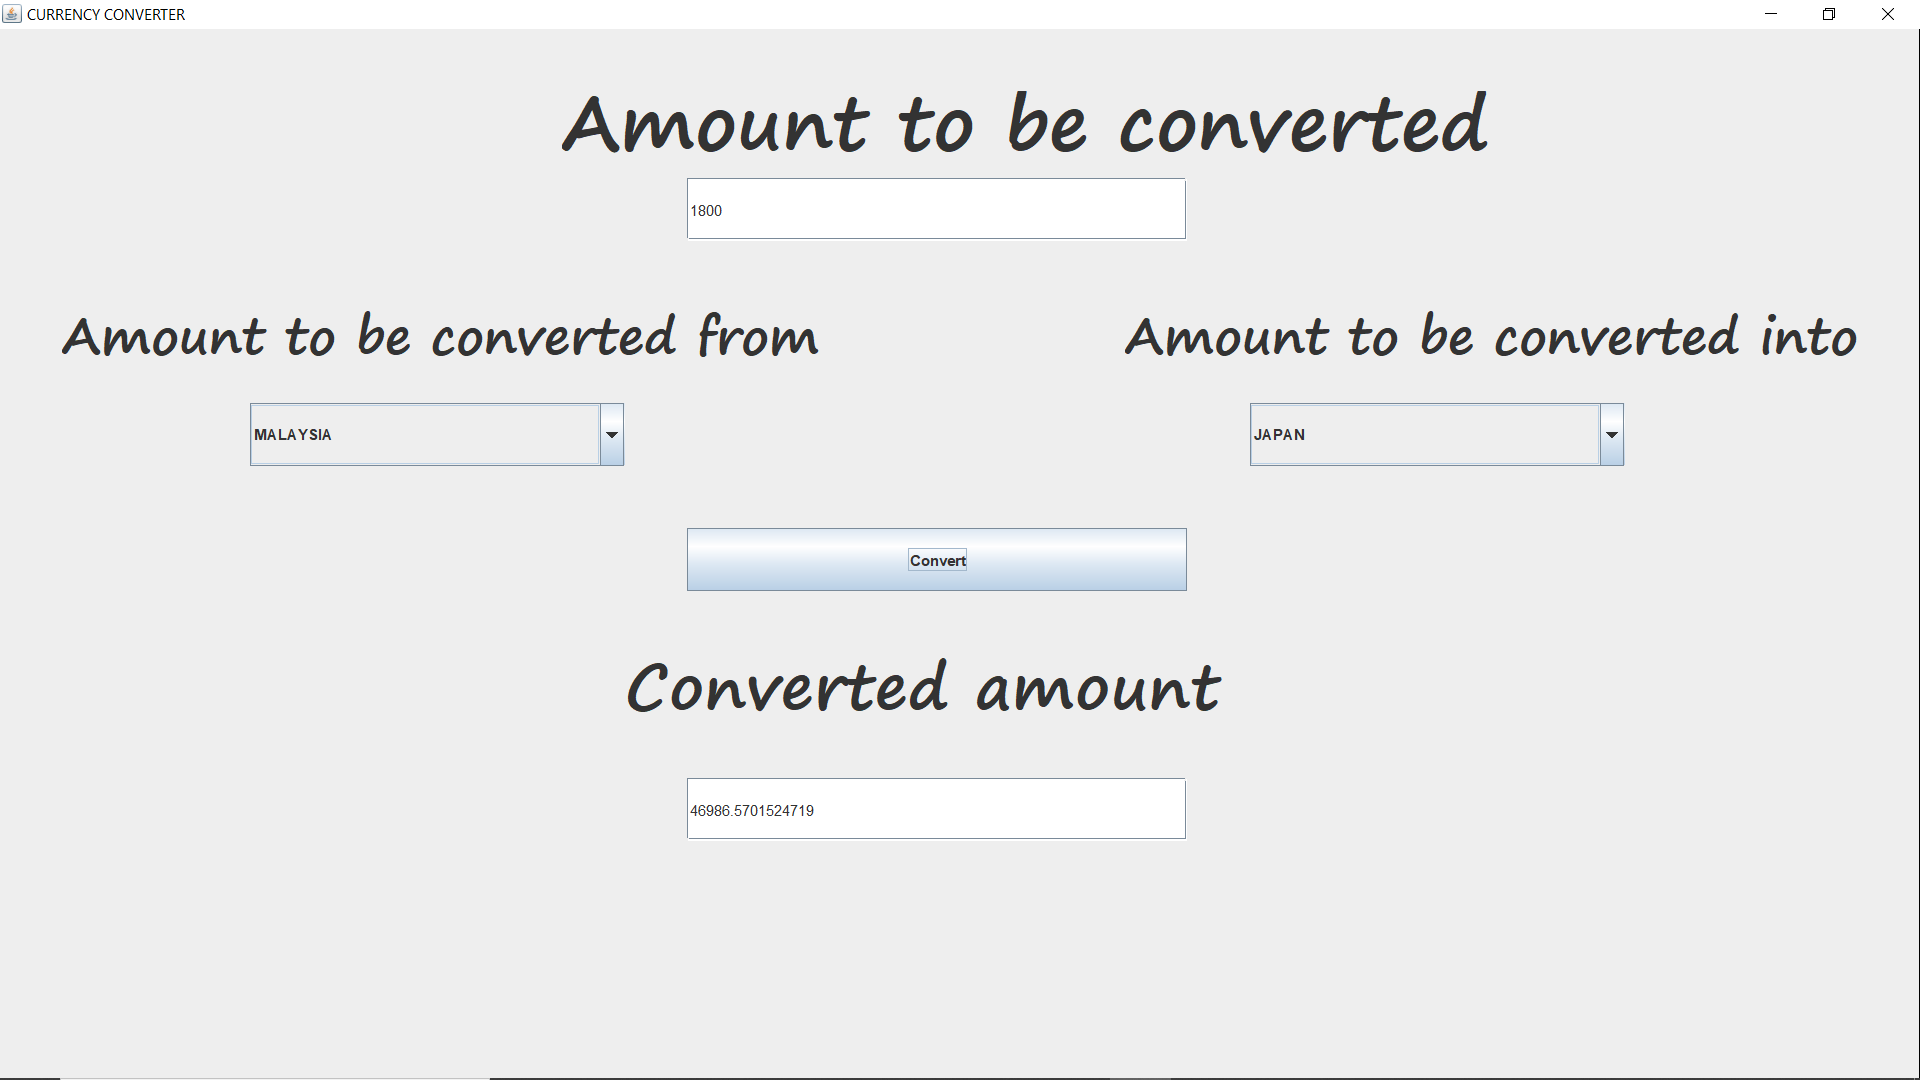 CURRENCY CONVERTER
Amount to be converted
1800
Amount to be converted from
Amount to be converted into
MALAYSIA
JAPAN
Convert
Converted amount
46986.5701524719